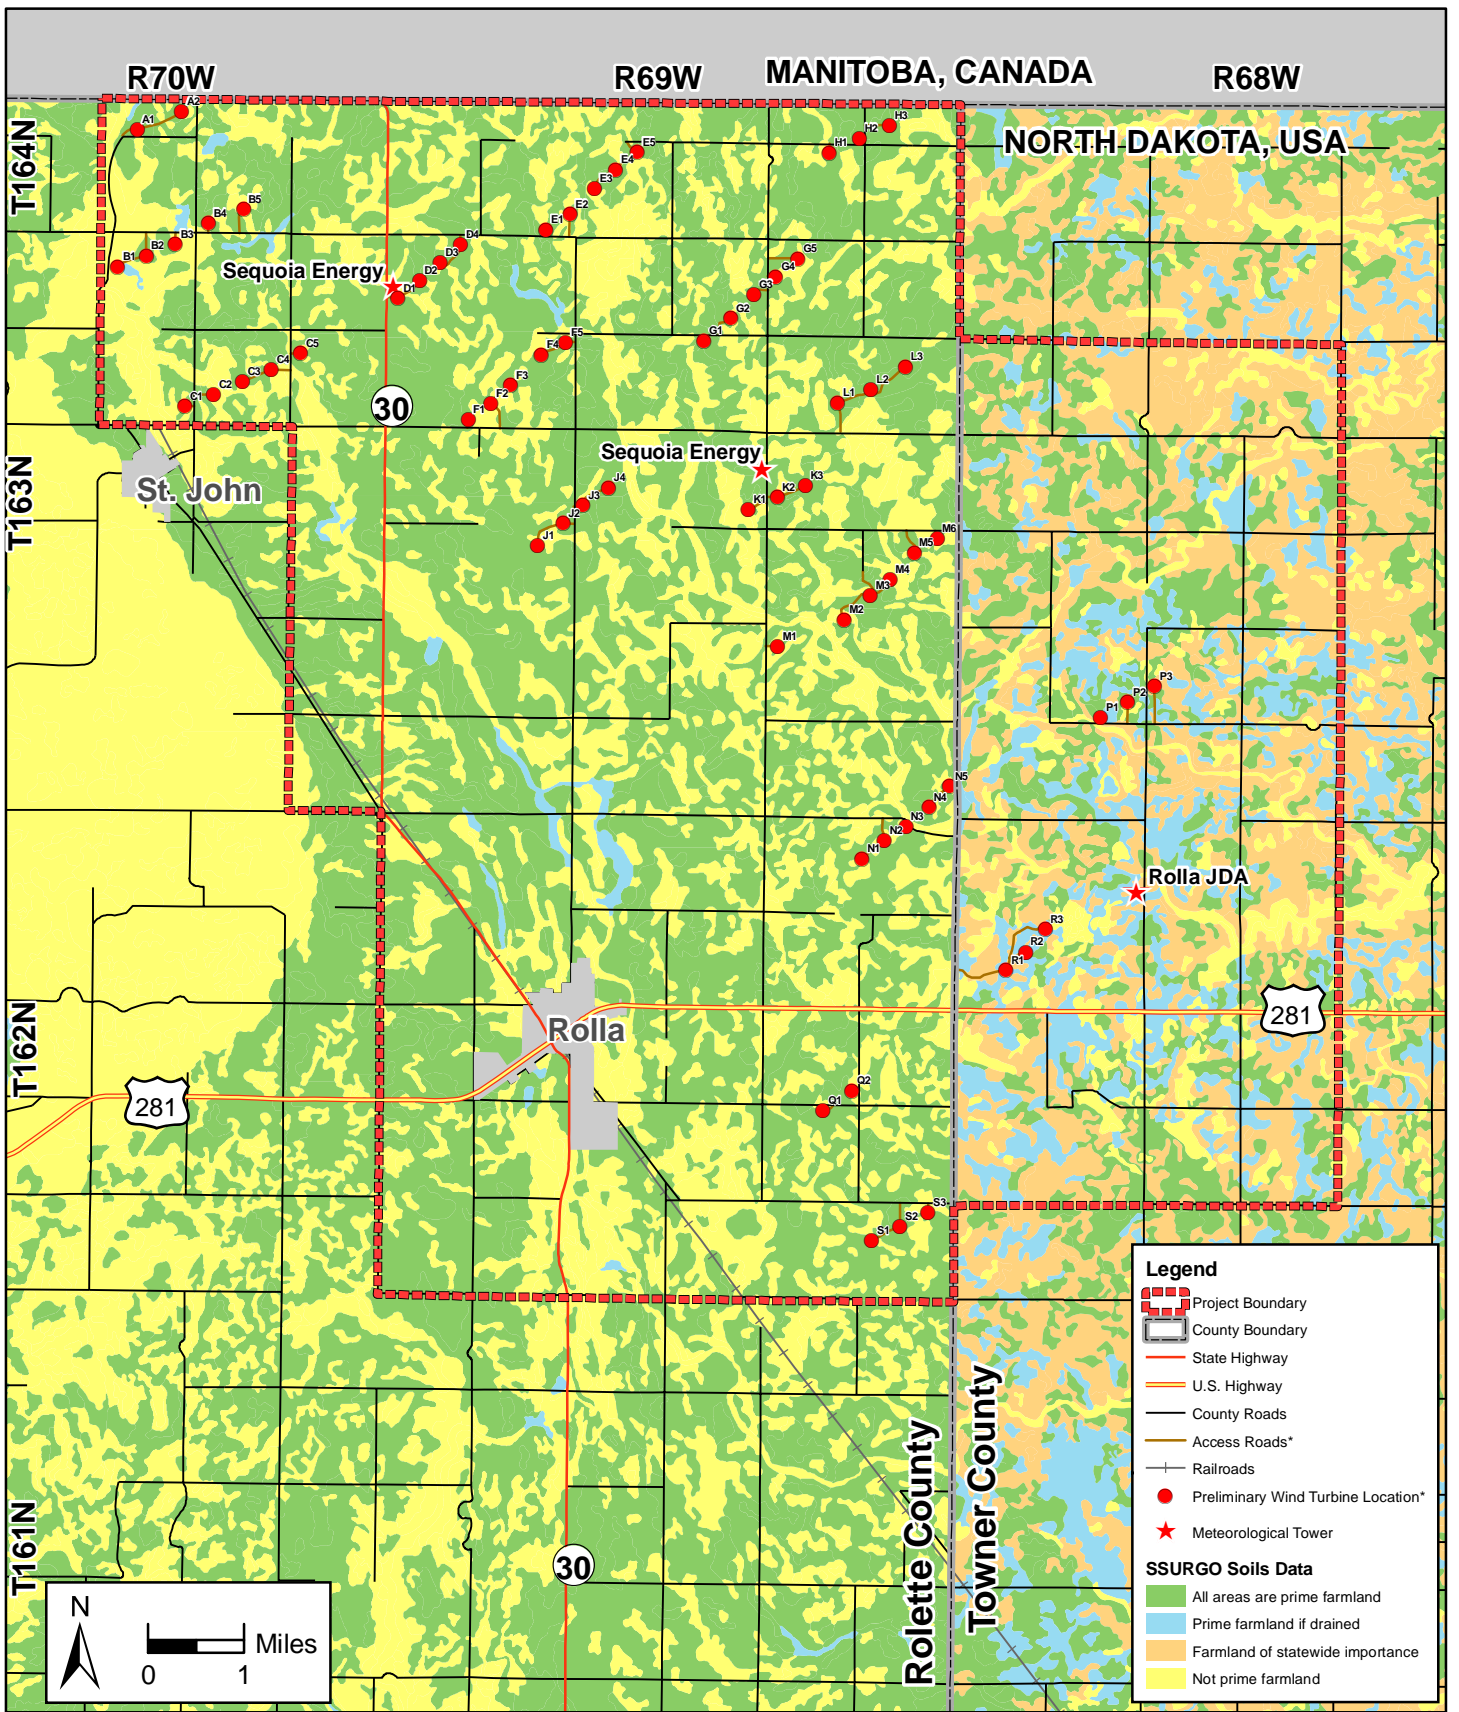 R70W
R69W
MANITOBA, CANADA
R68W
NORTH DAKOTA, USA
T164N
A1
A2
B1
B2
B3
B4
B5
E1
E2
E3
E4
E5
H1
H2
H3
Sequoia Energy
D1
D2
D3
D4
G1
G2
G3
G4
G5
C1
C2
C3
C4
C5
30
F1
F2
F3
F4
F5
L1
L2
L3
T163N
St. John
Sequoia Energy
J1
J2
J3
J4
K1
K2
K3
M1
M2
M3
M4
M5
M6
P1
P2
P3
N1
N2
N3
N4
N5
Rolla JDA
R1
R2
R3
T162N
Rolla
281
281
Q1
Q2
S1
S2
S3
T161N
30
Rolette County
Towner County
N
Miles
0 1
Legend
Project Boundary
County Boundary
State Highway
U.S. Highway
County Roads
Access Roads*
Railroads
Preliminary Wind Turbine Location*
Meteorological Tower
SSURGO Soils Data
All areas are prime farmland
Prime farmland if drained
Farmland of statewide importance
Not prime farmland